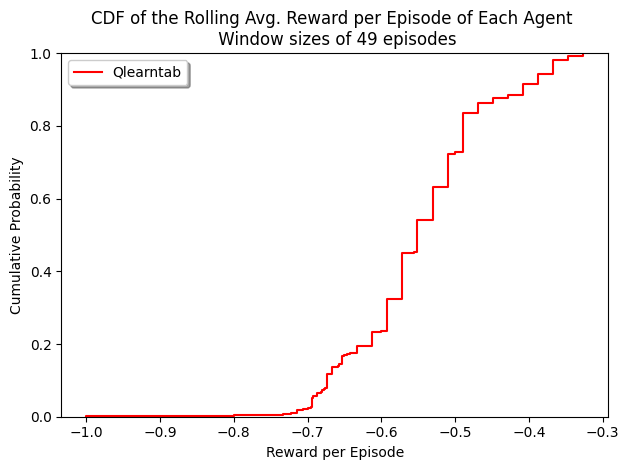 CDF of the Rolling Avg. Reward per Episode of Each Agent
Window sizes of 49 episodes
Qlearntab
Cumulative Probability
1.0
0.8
0.6
0.4
0.2
0.0
−1.0 −0.9 −0.8 −0.7 −0.6 −0.5 −0.4 −0.3
Reward per Episode